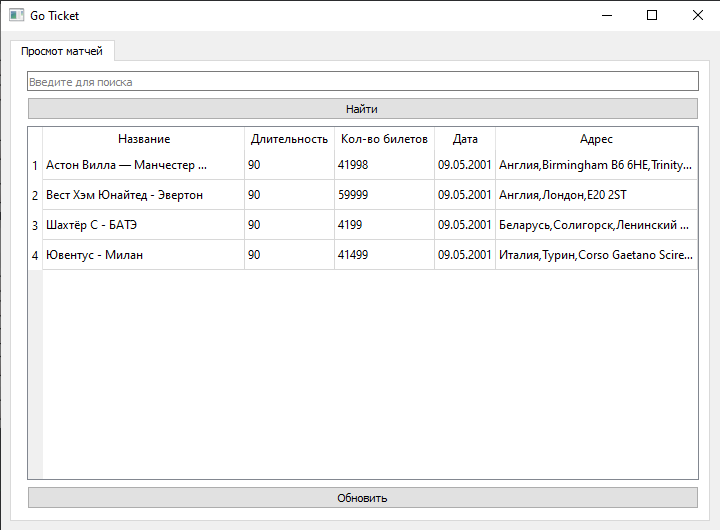 Go Ticket
Просмот матчей
Введите для поиска
Найти
Название Длительность Кол-во билетов Дата Адрес
1 Астон Вилла — Манчестер ... 90 41998 09.05.2001 Англия,Birmingham B6 6HE,Trinity...
2 Вест Хэм Юнайтед - Эвертон 90 59999 09.05.2001 Англия,Лондон,E20 2ST
3 Шахтёр С - БАТЭ 90 4199 09.05.2001 Беларусь,Солигорск,Ленинский ...
4 Ювентус - Милан 90 41499 09.05.2001 Италия,Турин,Corso Gaetano Scire...
Обновить